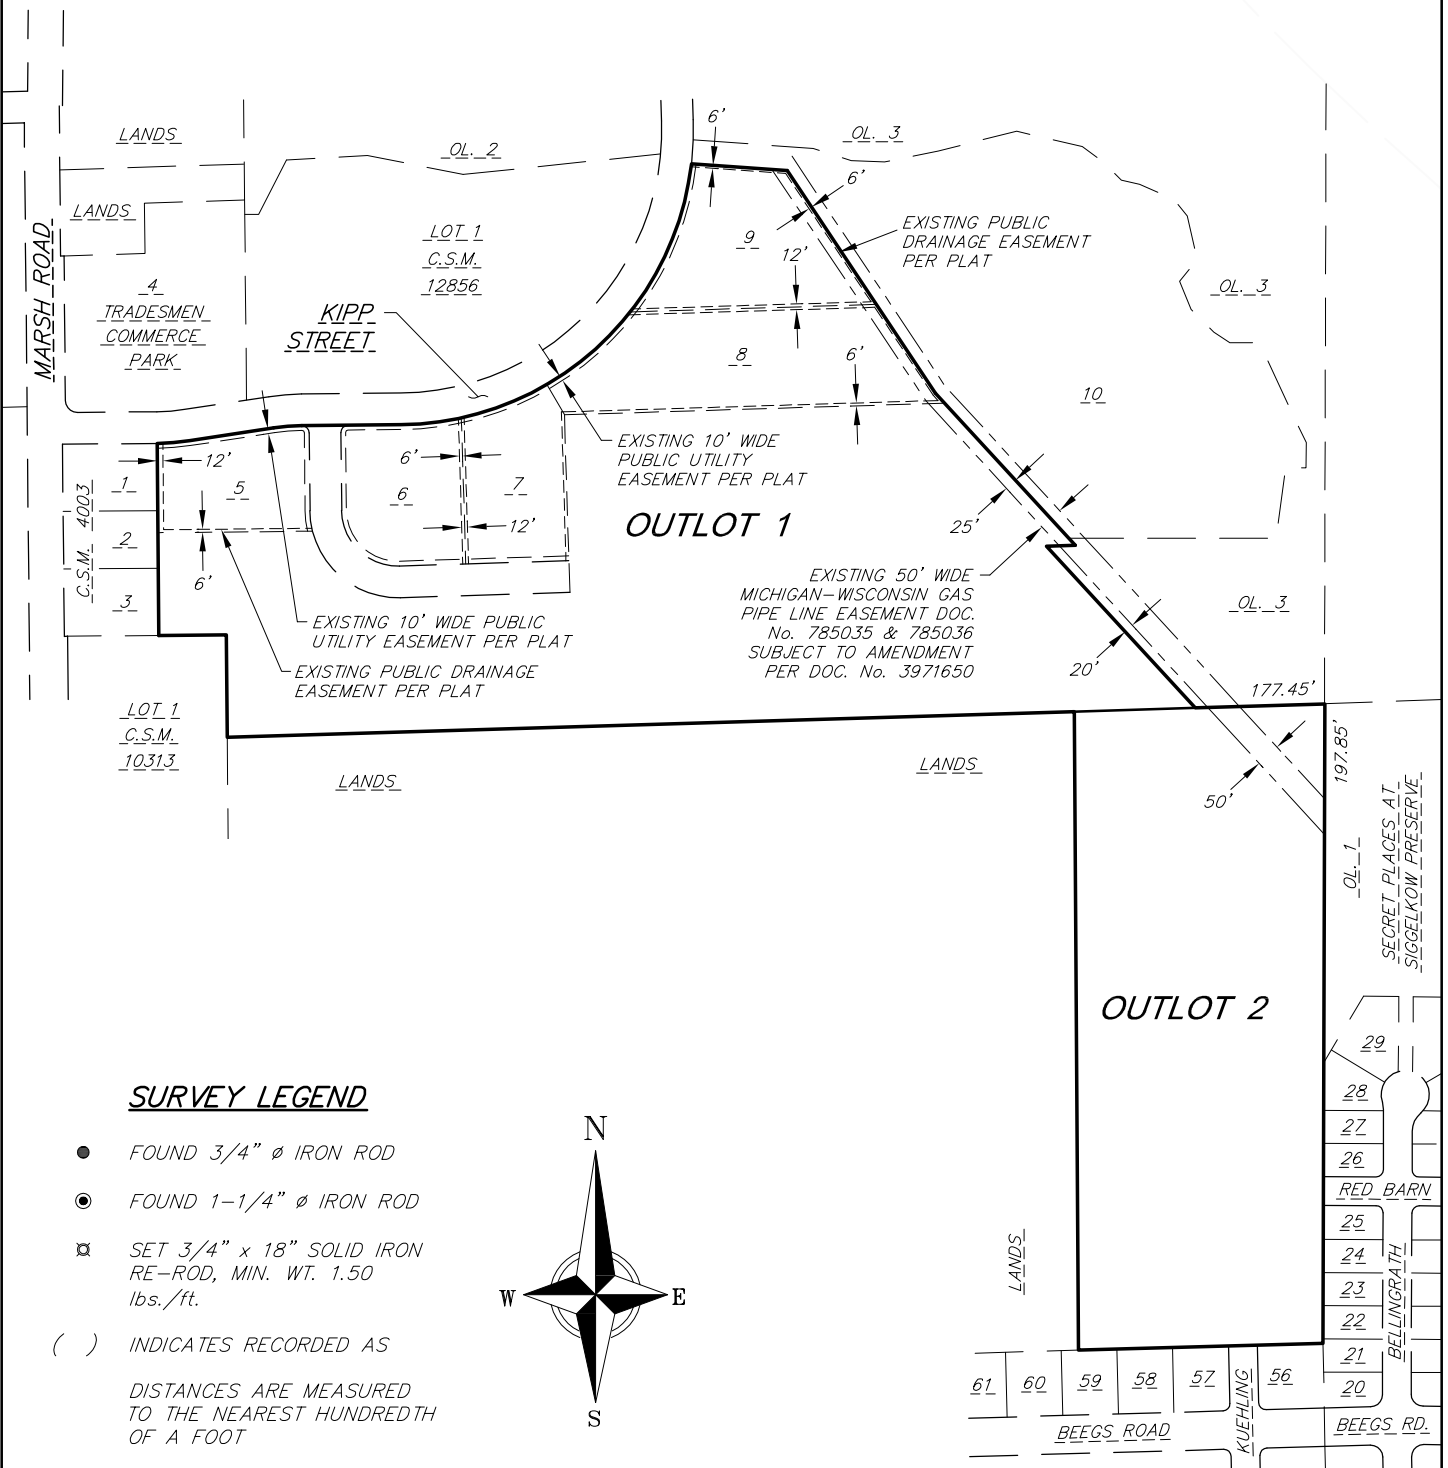 6'
LANDS
OL. 2
OL. 3
6'
LANDS
MARSH ROAD
LOT 1
C.S.M.
12856
9
12'
EXISTING PUBLIC
DRAINAGE EASEMENT
PER PLAT
4
TRADESMEN
COMMERCE
PARK
KIPP
STREET
OL. 3
8
6'
10
EXISTING 10' WIDE
PUBLIC UTILITY
EASEMENT PER PLAT
12'
6'
1
5
6
7
C.S.M. 4003
2
12'
OUTLOT 1
25'
3
6'
EXISTING 50' WIDE
MICHIGAN-WISCONSIN GAS
PIPE LINE EASEMENT DOC.
No. 785035 & 785036
SUBJECT TO AMENDMENT
PER DOC. No. 3971650
OL. 3
EXISTING 10' WIDE PUBLIC
UTILITY EASEMENT PER PLAT
EXISTING PUBLIC DRAINAGE
EASEMENT PER PLAT
20'
177.45'
LOT 1
C.S.M.
10313
LANDS
LANDS
197.85'
50'
OL. 1
SECRET PLACES AT
SIGGELKOW PRESERVE
OUTLOT 2
29
28
27
26
RED BARN
25
24
23
22
21
20
BELLINGRATH
LANDS
SURVEY LEGEND
FOUND 3/4" ø IRON ROD
FOUND 1-1/4" ø IRON ROD
SET 3/4" x 18" SOLID IRON
RE-ROD, MIN. WT. 1.50
lbs./ft.
( ) INDICATES RECORDED AS
DISTANCES ARE MEASURED
TO THE NEAREST HUNDREDTH
OF A FOOT
N
W
E
S
61
60
59
58
57
56
KUEHLING
BEEGS ROAD
BEEGS RD.